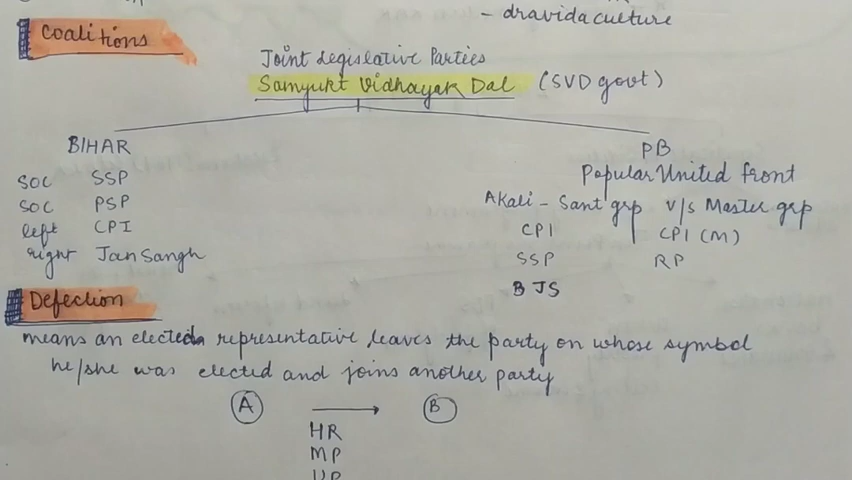 - dravida culture
Coalitions
Joint Legislative Parties
Samyukt Vidhayak Dal (SVD govt)
BIHAR
SOC SSP
SOC PSP
left CPI
right Jan Sangh
PB
Popular United front
Akali - Sant grp v/s Master grp
CPI CPI (M)
SSP RP
BJS
Defection
means an elected representative leaves the party on whose symbol
he/she was elected and joins another party
A → B
HR
MP
UP